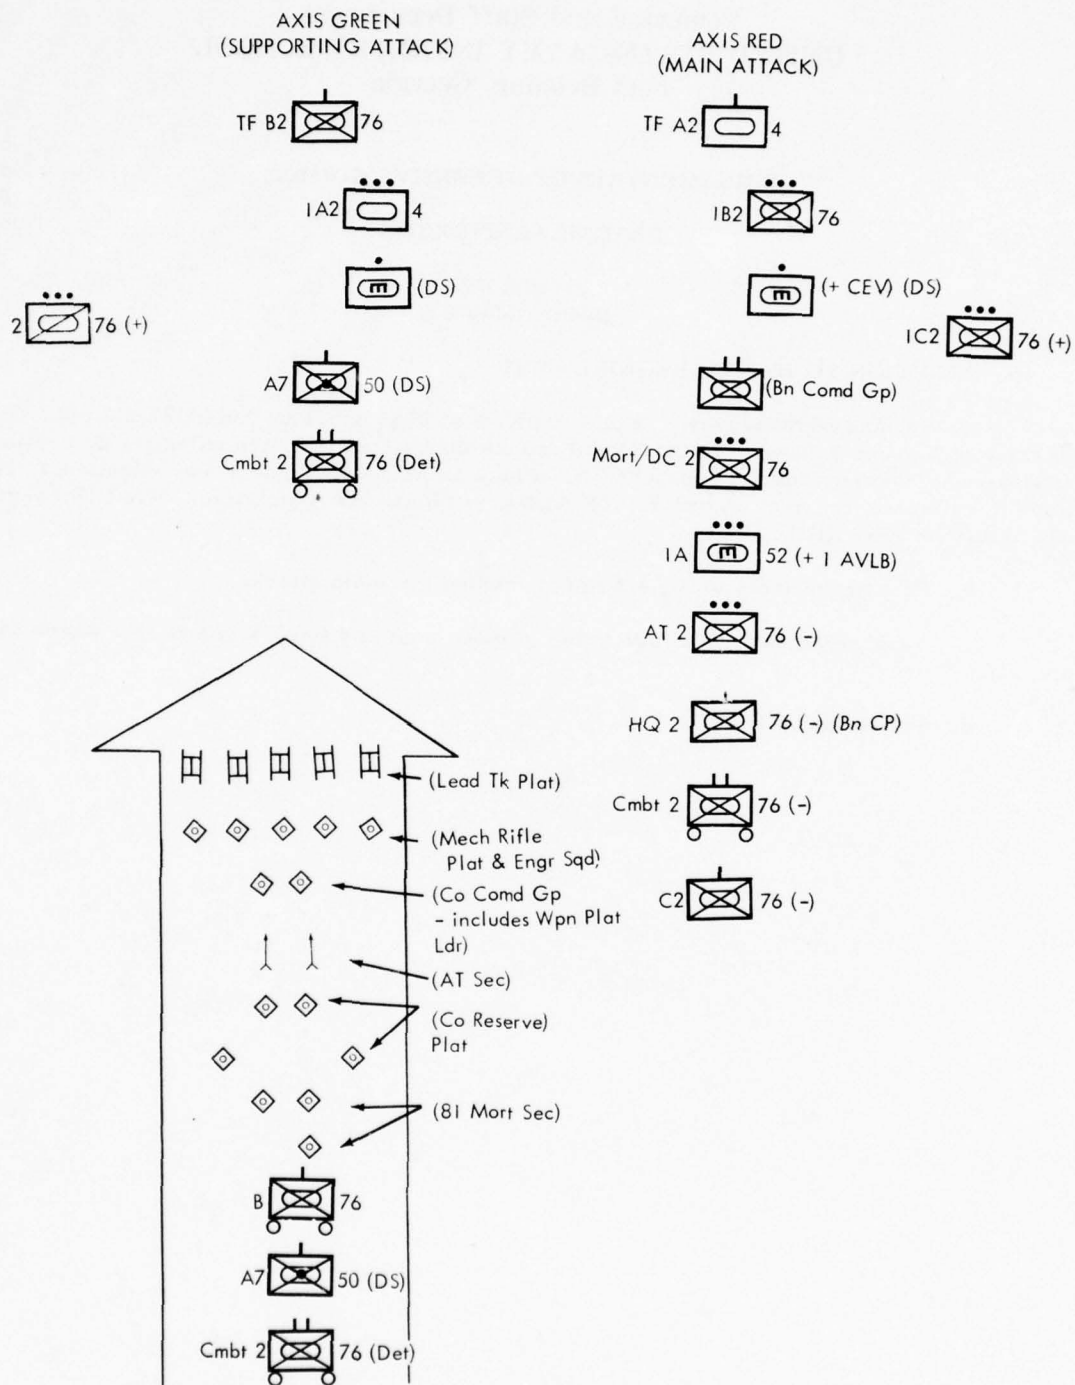 AXIS GREEN
(SUPPORTING ATTACK)
AXIS RED
(MAIN ATTACK)
TF B2 76
TF A2 4
1A2 4
1B2 76
E (DS)
E (+ CEV) (DS)
2 76 (+)
1C2 76 (+)
A7 50 (DS)
(Bn Comd Gp)
Cmbt 2 76 (Det)
Mort/DC 2 76
1A E 52 (+ 1 AVLB)
AT 2 76 (-)
HQ 2 76 (-) (Bn CP)
Cmbt 2 76 (-)
C2 76 (-)
(Lead Tk Plat)
(Mech Rifle
Plat & Engr Sqd)
(Co Comd Gp
- includes Wpn Plat
Ldr)
(AT Sec)
(Co Reserve)
Plat
(81 Mort Sec)
B 76
A7 50 (DS)
Cmbt 2 76 (Det)